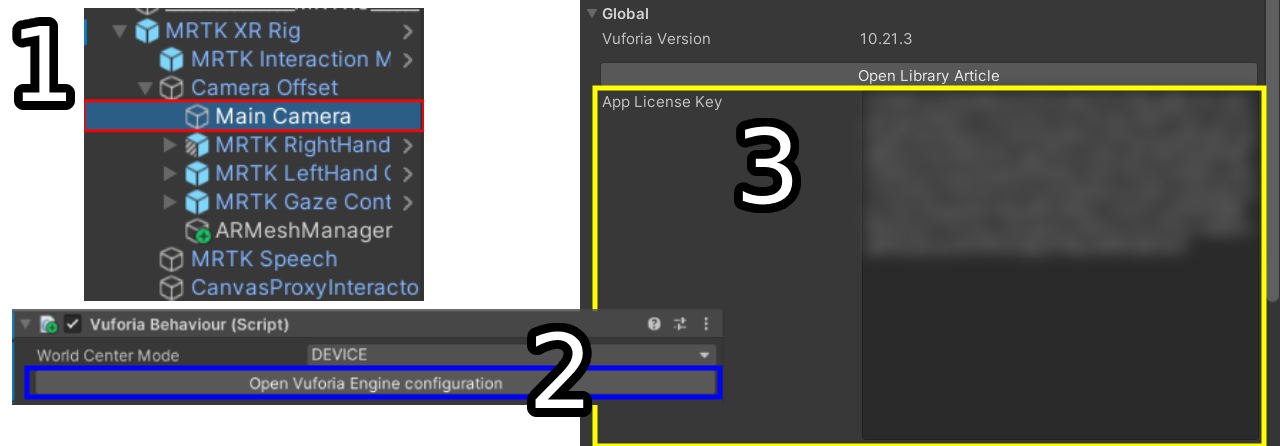 1
MRTK XR Rig
MRTK Interaction M
Camera Offset
Main Camera
MRTK RightHand
MRTK LeftHand C
MRTK Gaze Cont
ARMeshManager
MRTK Speech
CanvasProxyInteracto
2
Vuforia Behaviour (Script)
World Center Mode DEVICE
Open Vuforia Engine configuration
3
Global
Vuforia Version 10.21.3
Open Library Article
App License Key